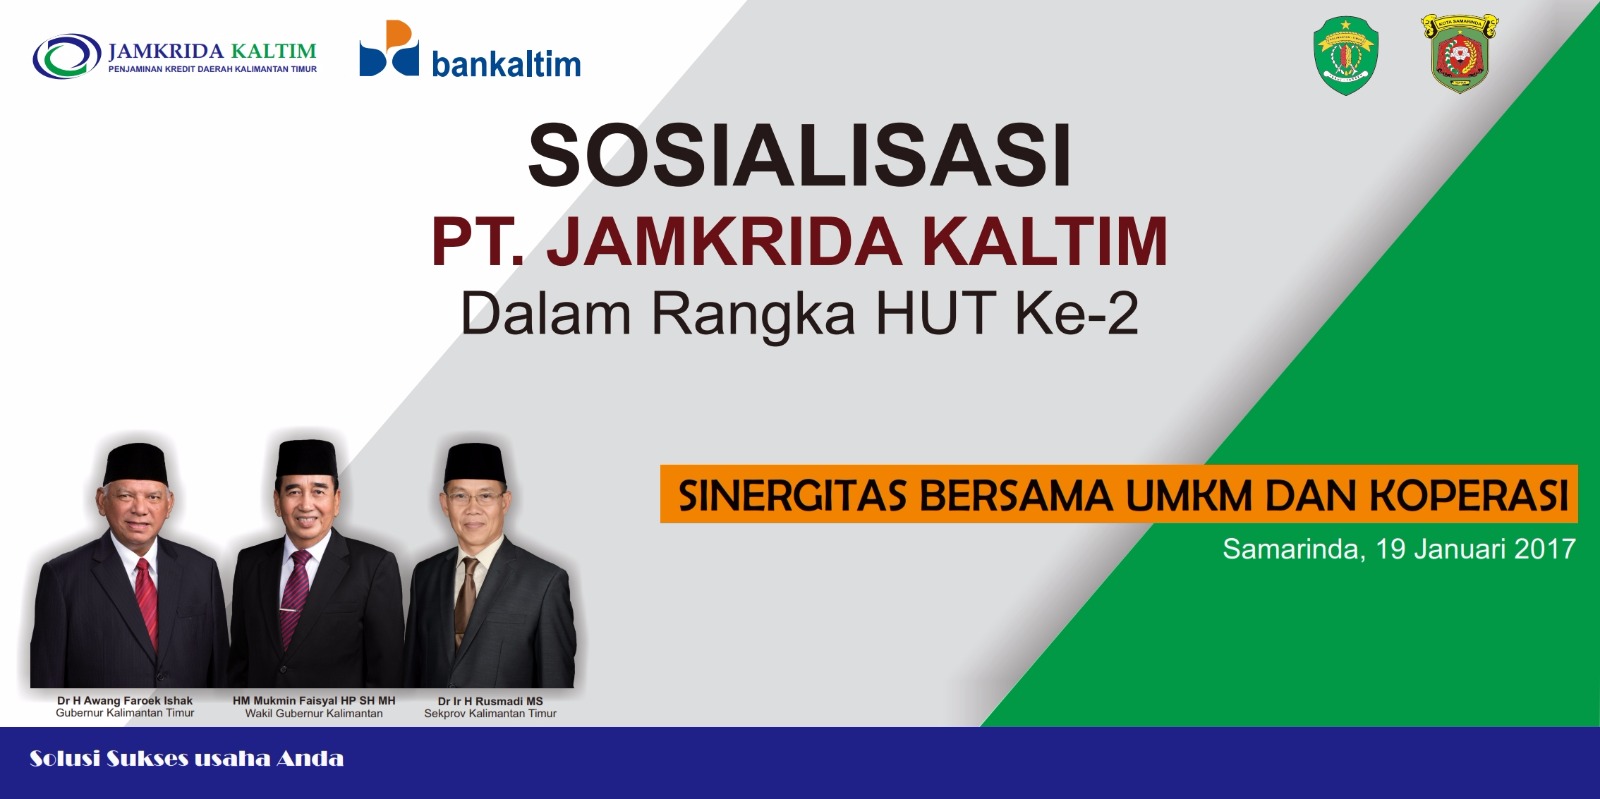 JAMKRIDA KALTIM
PENJAMINAN KREDIT DAERAH KALIMANTAN TIMUR
bankaltim
KOTA SAMARINDA
SOSIALISASI
PT. JAMKRIDA KALTIM
Dalam Rangka HUT Ke-2
SINERGITAS BERSAMA UMKM DAN KOPERASI
Samarinda, 19 Januari 2017
Dr H Awang Faroek Ishak
Gubernur Kalimantan Timur
HM Mukmin Faisyal HP SH MH
Wakil Gubernur Kalimantan
Dr Ir H Rusmadi MS
Sekprov Kalimantan Timur
Solusi Sukses usaha Anda